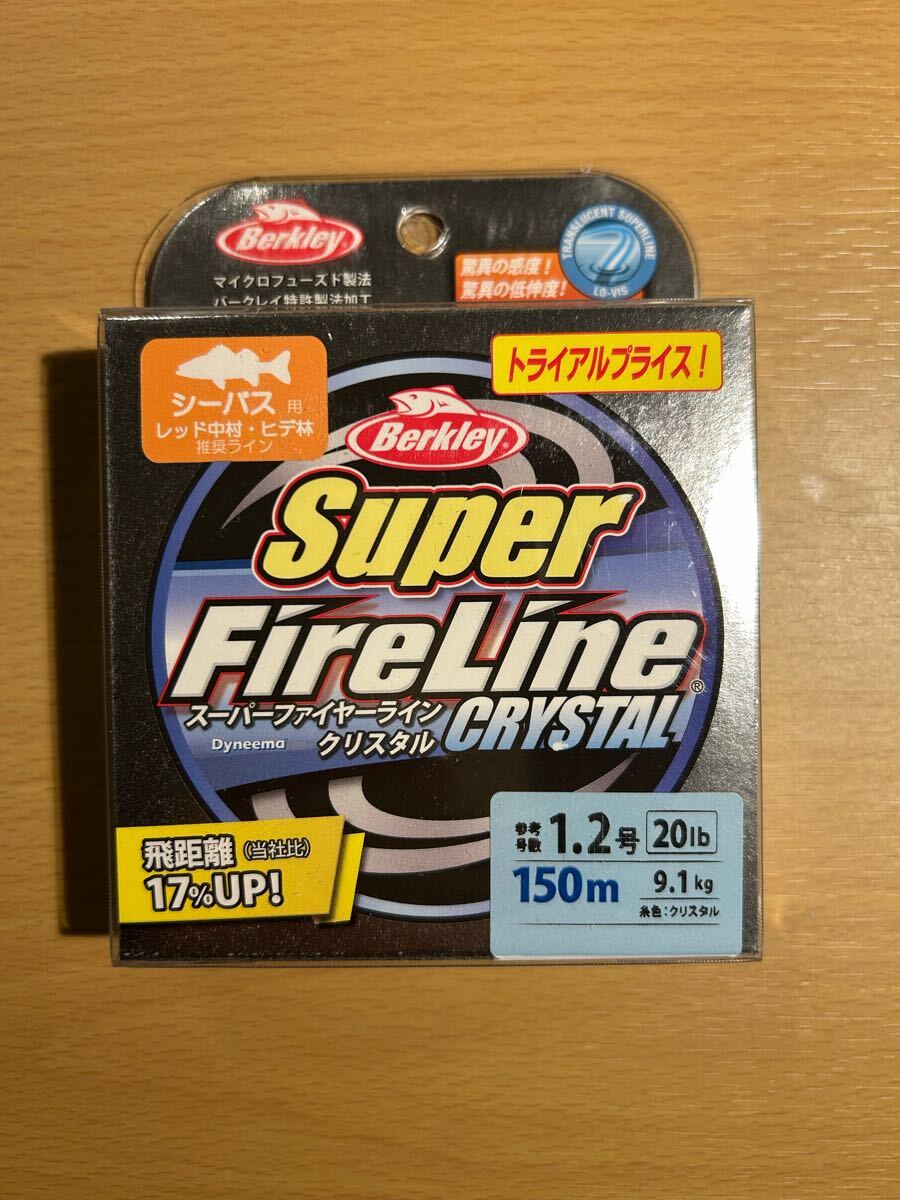 Berkley
マイクロフューズド製法
バークレイ特許製法加工
驚異の感度!
驚異の低伸度!
TRANSLUCENT SUPERLINE
LO-VIS
シーバス 用
レッド中村・ヒデ林
推奨ライン
トライアルプライス!
Berkley®
Super
FireLine®
スーパーファイヤーライン
クリスタル
CRYSTAL
Dyneema
飛距離(当社比)
17%UP!
参考
号数 1.2号 20lb
150m 9.1kg
糸色:クリスタル